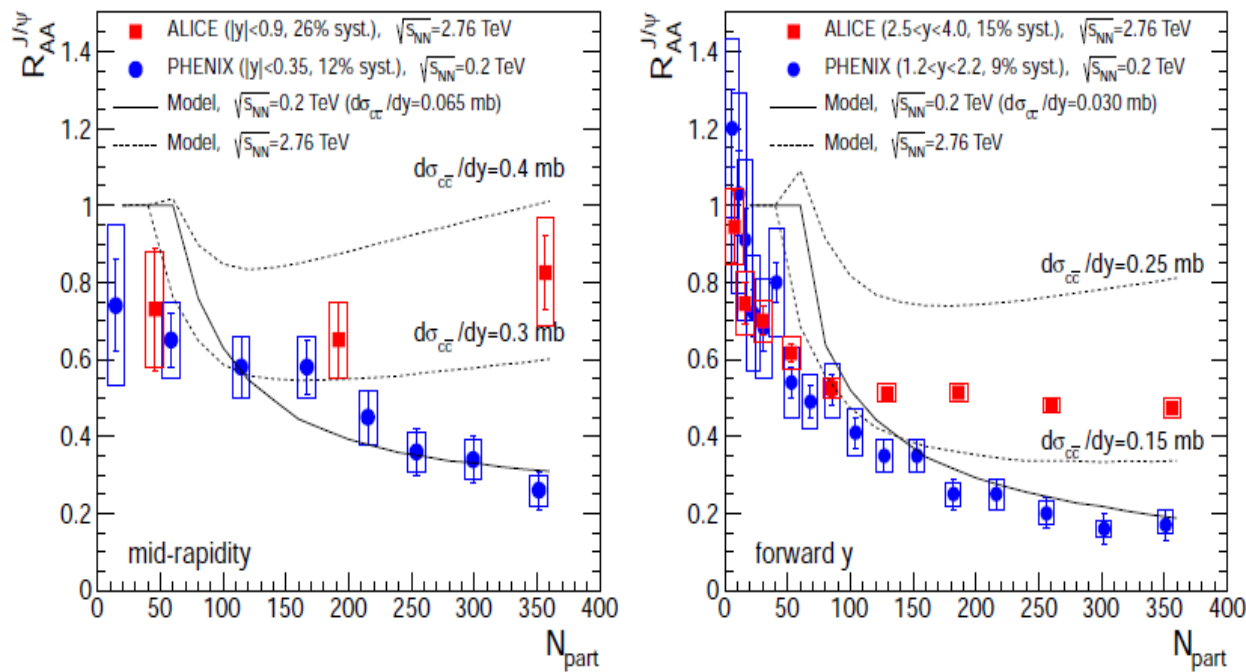 R_AA^J/ψ
ALICE (|y|<0.9, 26% syst.), √s_NN=2.76 TeV
PHENIX (|y|<0.35, 12% syst.), √s_NN=0.2 TeV
Model, √s_NN=0.2 TeV (dσ_cc̅/dy=0.065 mb)
Model, √s_NN=2.76 TeV
dσ_cc̅/dy=0.4 mb
dσ_cc̅/dy=0.3 mb
mid-rapidity
1.4
1.2
1
0.8
0.6
0.4
0.2
0
0 50 100 150 200 250 300 350 400
N_part
R_AA^J/ψ
ALICE (2.5<y<4.0, 15% syst.), √s_NN=2.76 TeV
PHENIX (1.2<y<2.2, 9% syst.), √s_NN=0.2 TeV
Model, √s_NN=0.2 TeV (dσ_cc̅/dy=0.030 mb)
Model, √s_NN=2.76 TeV
dσ_cc̅/dy=0.25 mb
dσ_cc̅/dy=0.15 mb
forward y
1.4
1.2
1
0.8
0.6
0.4
0.2
0
0 50 100 150 200 250 300 350 400
N_part